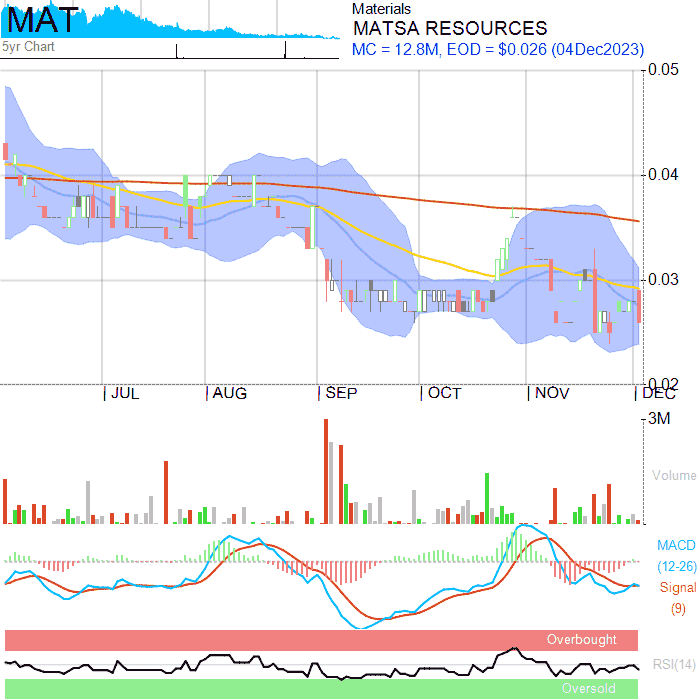 MAT
5yr Chart
Materials
MATSA RESOURCES
MC = 12.8M, EOD = $0.026 (04Dec2023)
0.05
0.04
0.03
0.02
JUL AUG SEP OCT NOV DEC
3M
Volume
MACD
(12-26)
Signal
(9)
Overbought
RSI(14)
Oversold